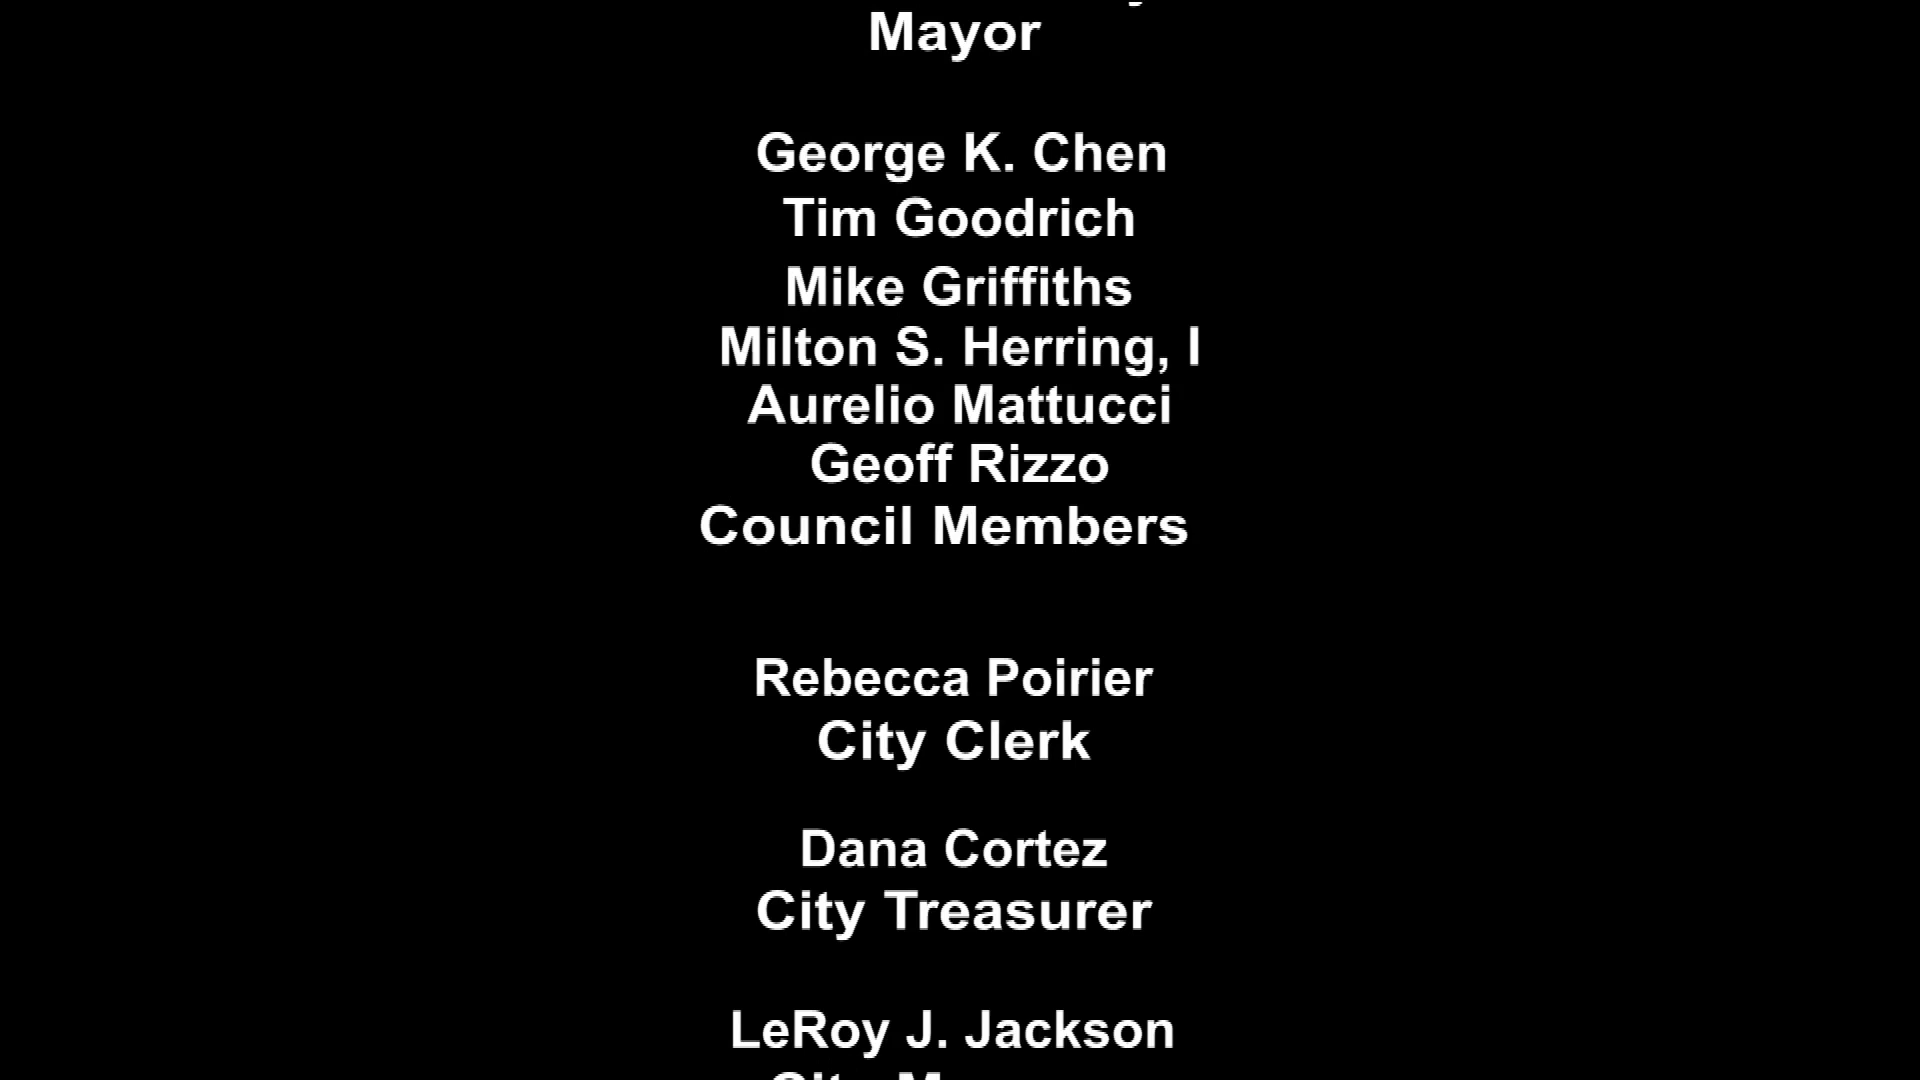 Mayor
George K. Chen
Tim Goodrich
Mike Griffiths
Milton S. Herring, I
Aurelio Mattucci
Geoff Rizzo
Council Members
Rebecca Poirier
City Clerk
Dana Cortez
City Treasurer
LeRoy J. Jackson
City